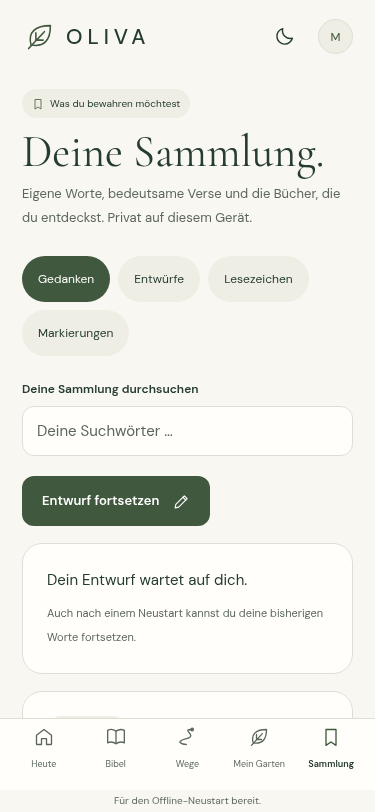 OLIVA
M
Was du bewahren möchtest
Deine Sammlung.
Eigene Worte, bedeutsame Verse und die Bücher, die
du entdeckst. Privat auf diesem Gerät.
Gedanken
Entwürfe
Lesezeichen
Markierungen
Deine Sammlung durchsuchen
Deine Suchwörter ...
Entwurf fortsetzen
Dein Entwurf wartet auf dich.
Auch nach einem Neustart kannst du deine bisherigen
Worte fortsetzen.
Heute
Bibel
Wege
Mein Garten
Sammlung
Für den Offline-Neustart bereit.